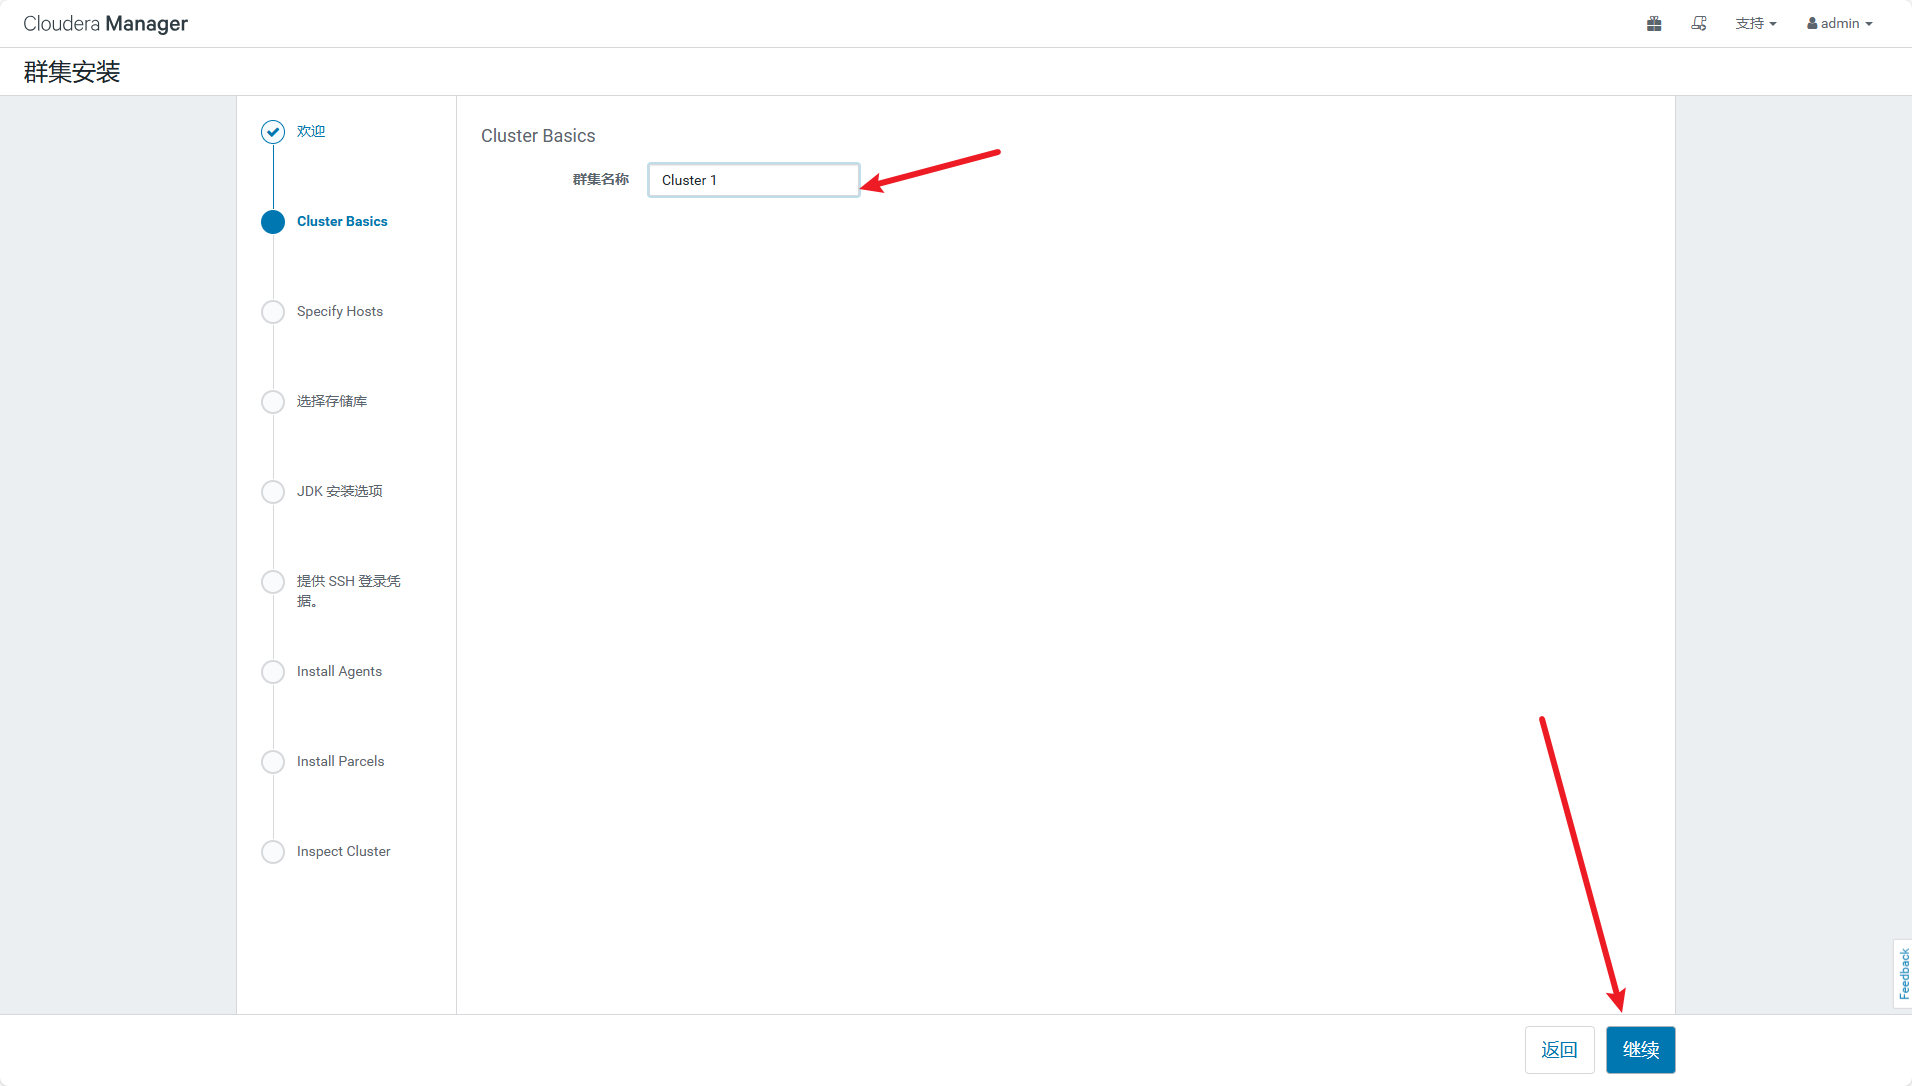 Cloudera Manager
支持
admin
群集安装
欢迎
Cluster Basics
Specify Hosts
选择存储库
JDK 安装选项
提供 SSH 登录凭
据。
Install Agents
Install Parcels
Inspect Cluster
Cluster Basics
群集名称
Cluster 1
Feedback
返回
继续